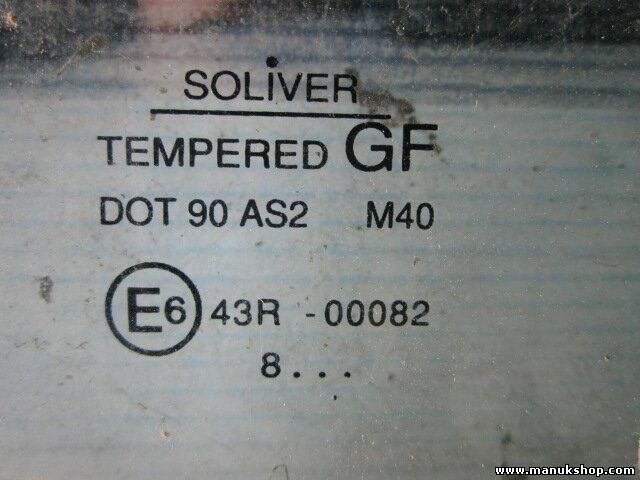 SOLiVER
TEMPERED GF
DOT 90 AS2 M40
E6 43R -00082
8...
www.manukshop.com